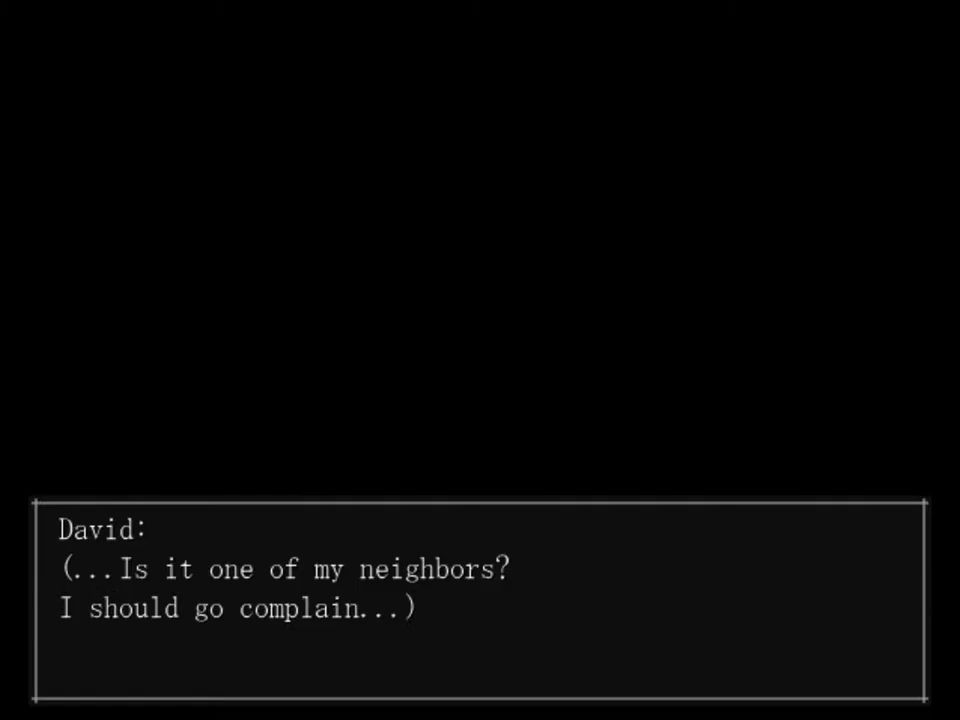 David:
(...Is it one of my neighbors?
I should go complain...)